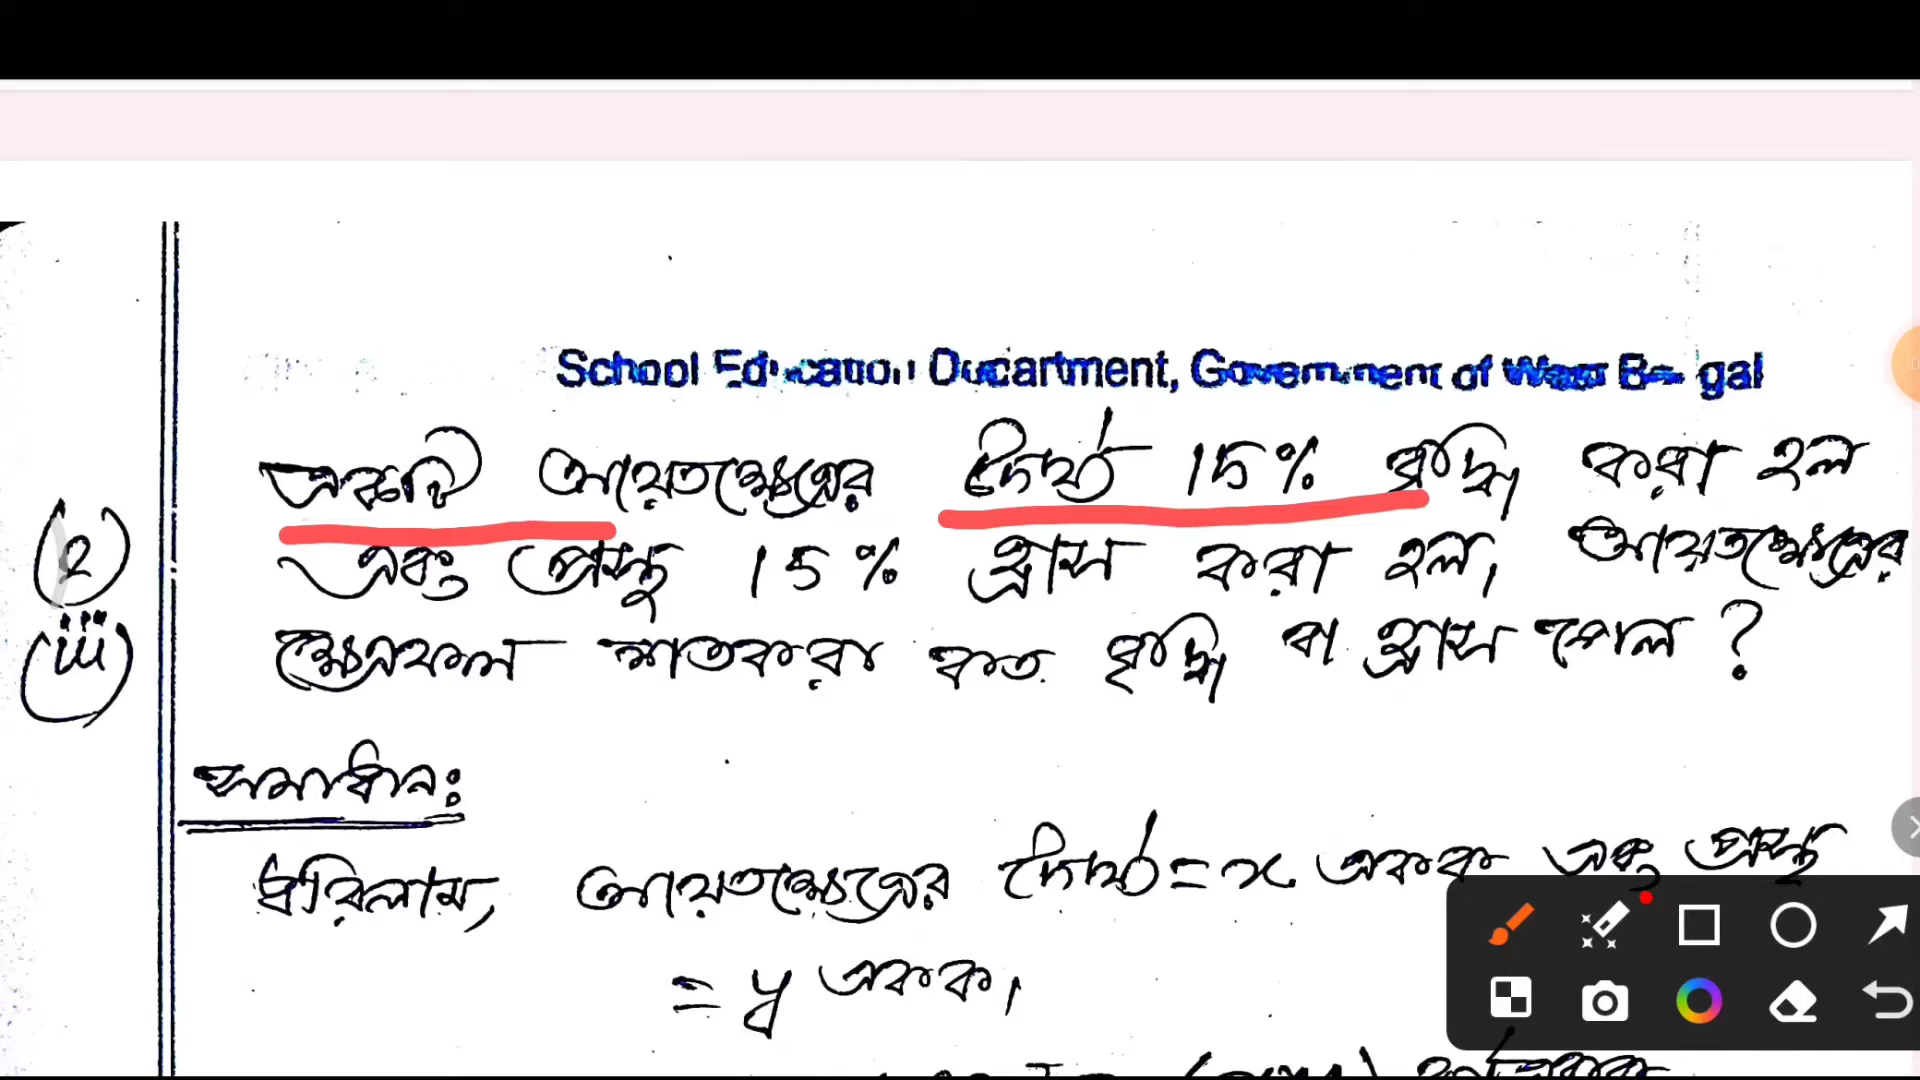 School Education Department, Government of West Bengal
একটি আয়তক্ষেত্রের দৈর্ঘ্য 15% বৃদ্ধি করা হল
(2) এবং প্রস্থ 15% হ্রাস করা হল। আয়তক্ষেত্রের
(iii) ক্ষেত্রফল শতকরা কত বৃদ্ধি বা হ্রাস পেল ?
সমাধান:
ধরিলাম, আয়তক্ষেত্রের দৈর্ঘ্য = x একক এবং প্রস্থ
= y একক।